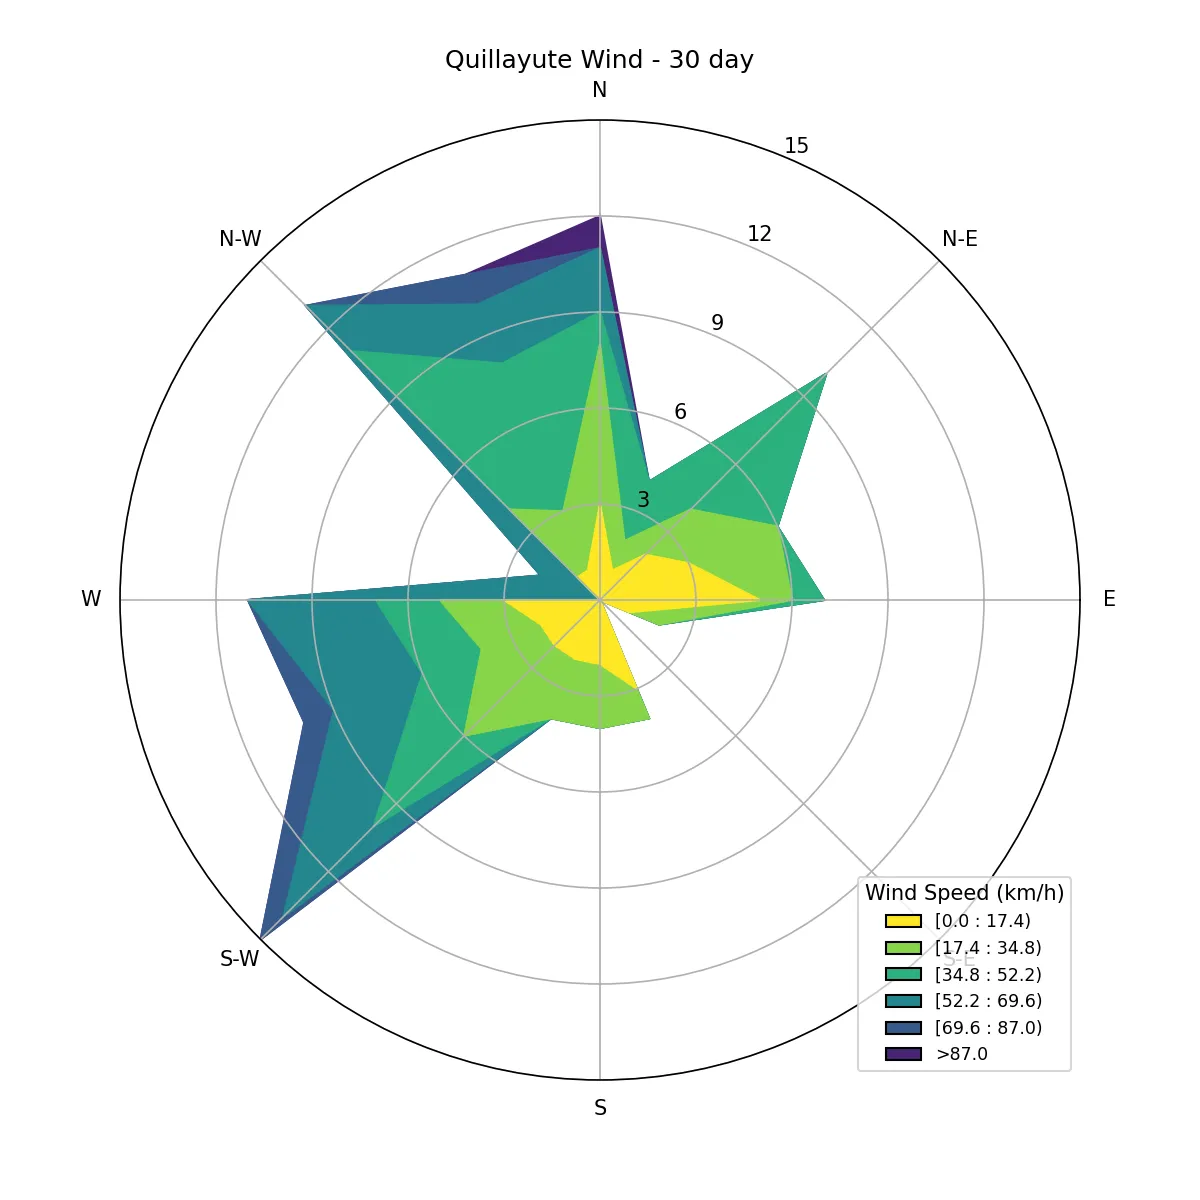 Quillayute Wind - 30 day
N
15
12
N-W
N-E
9
6
3
W
E
Wind Speed (km/h)
[0.0 : 17.4)
[17.4 : 34.8)
S-W
S-E
[34.8 : 52.2)
[52.2 : 69.6)
[69.6 : 87.0)
>87.0
S